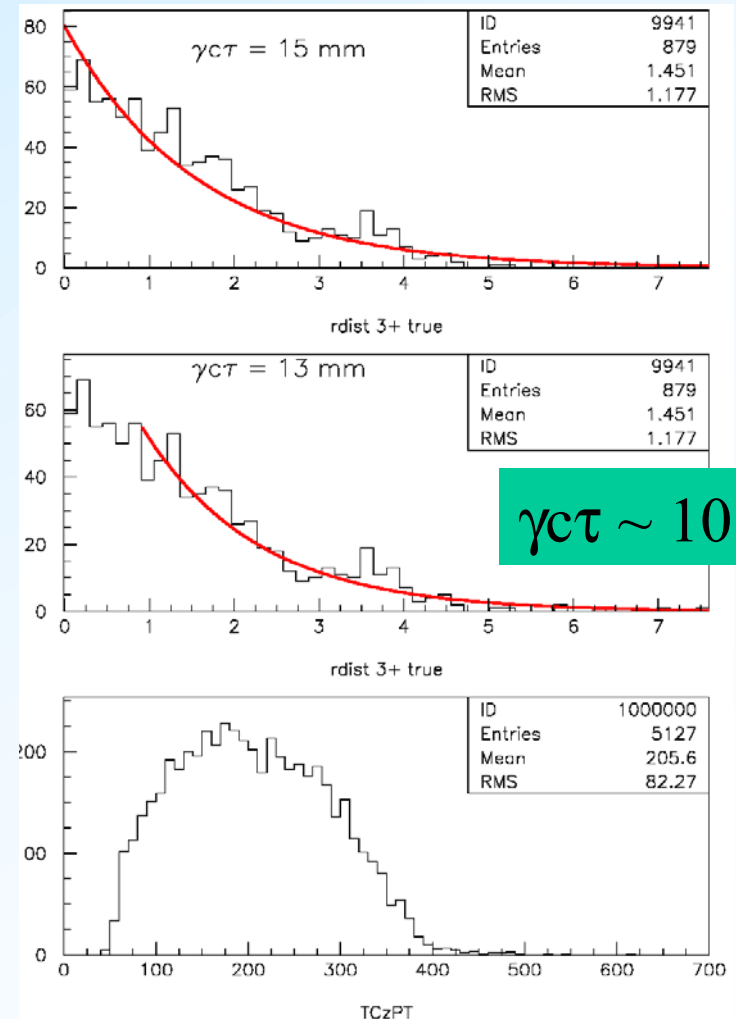 γcτ = 15 mm
ID 9941
Entries 879
Mean 1.451
RMS 1.177
80
60
40
20
0
0 1 2 3 4 5 6 7
rdist 3+ true
γcτ = 13 mm
ID 9941
Entries 879
Mean 1.451
RMS 1.177
60
40
20
0
γcτ ~ 10
0 1 2 3 4 5 6 7
rdist 3+ true
ID 1000000
Entries 5127
Mean 205.6
RMS 82.27
200
00
0
0 100 200 300 400 500 600 700
TCzPT